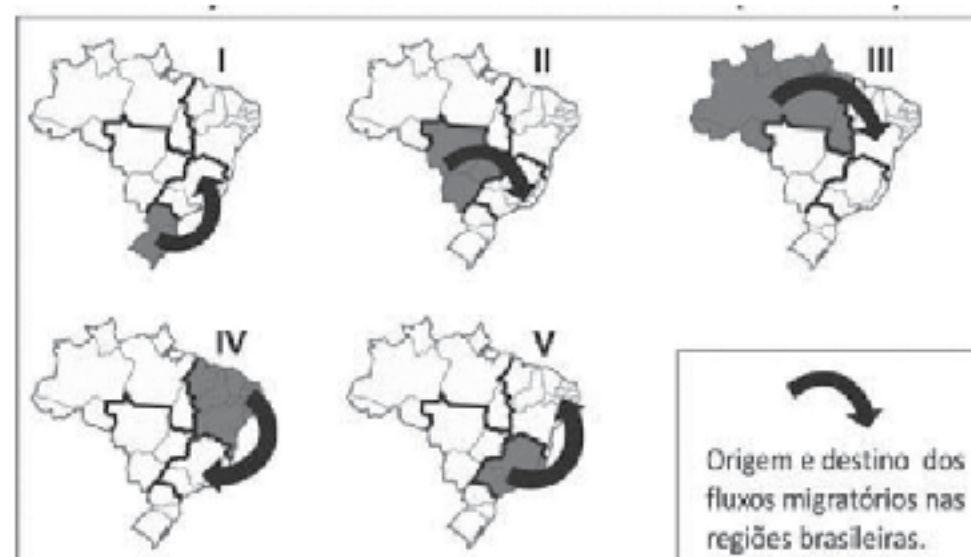 I
II
III
IV
V
Origem e destino dos
fluxos migratórios nas
regiões brasileiras.